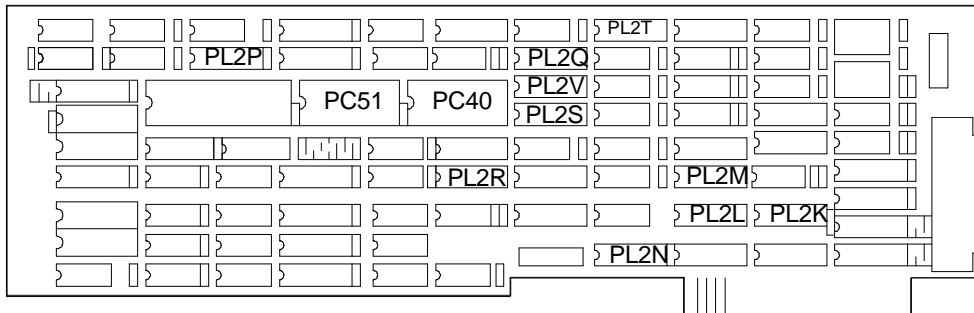 PL2T
PL2P PL2Q
PL2V
PC51 PC40
PL2S
PL2R PL2M
PL2L PL2K
PL2N